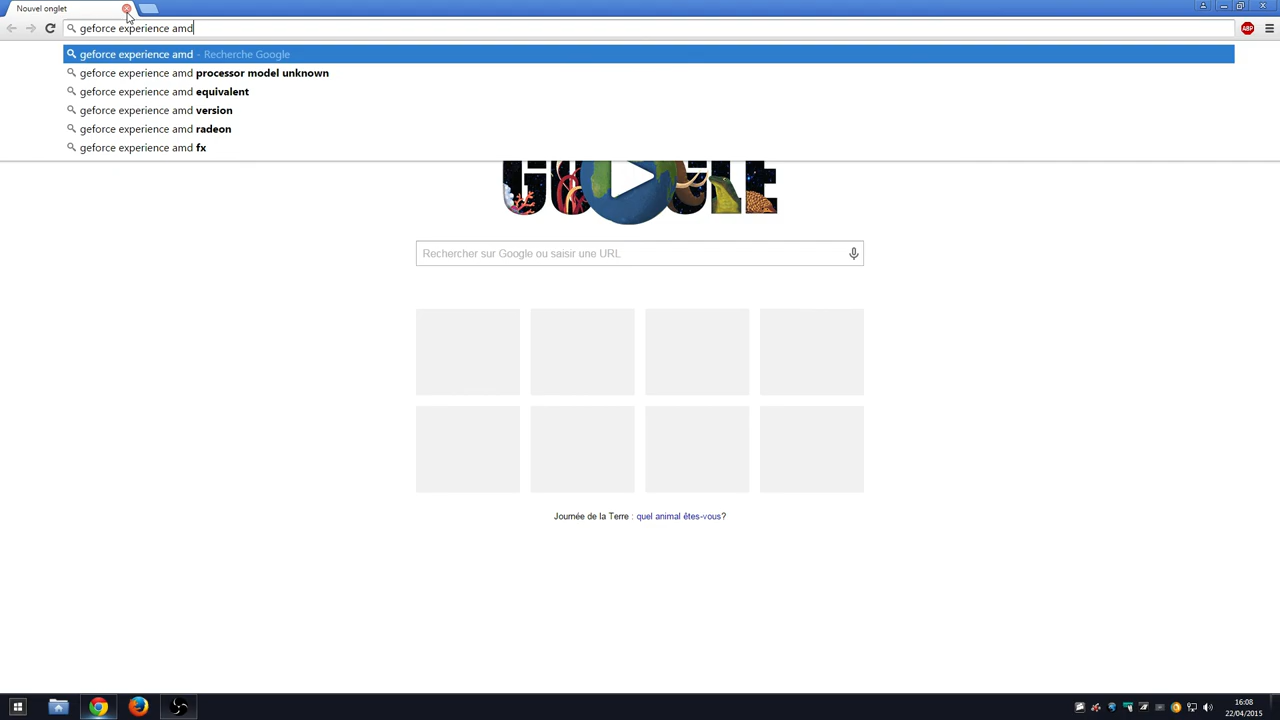 Nouvel onglet
geforce experience amd
ABP
geforce experience amd - Recherche Google
geforce experience amd processor model unknown
geforce experience amd equivalent
geforce experience amd version
geforce experience amd radeon
geforce experience amd fx
GOOGLE
Rechercher sur Google ou saisir une URL
Journée de la Terre : quel animal êtes-vous?
16:08
22/04/2015